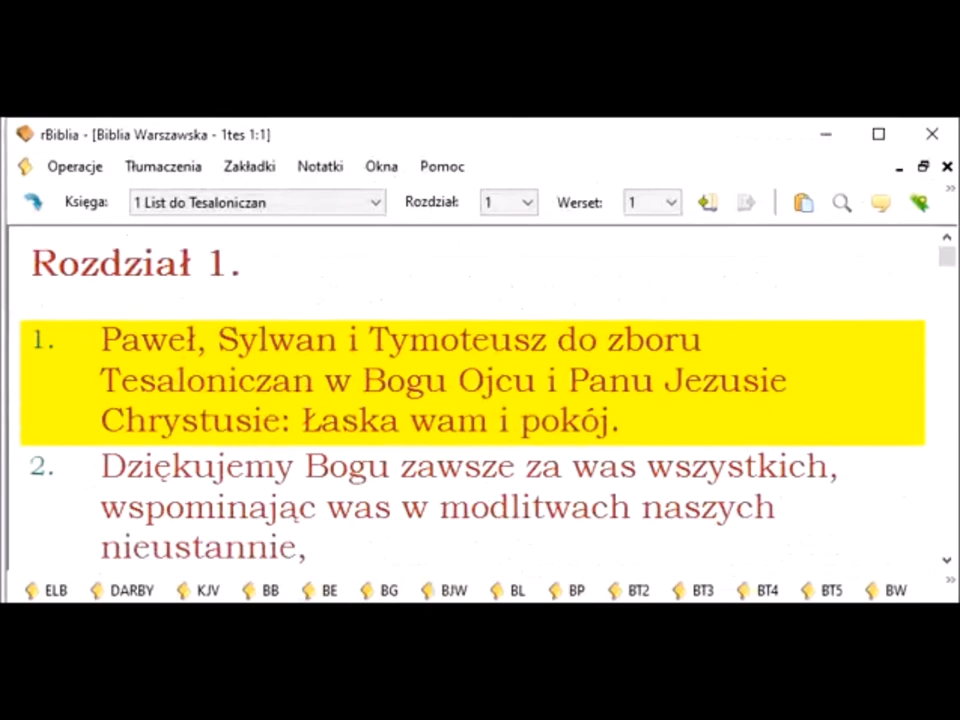 rBiblia - [Biblia Warszawska - 1tes 1:1]
Operacje Tłumaczenia Zakładki Notatki Okna Pomoc
Księga: 1 List do Tesaloniczan Rozdział: 1 Werset: 1
Rozdział 1.
1. Paweł, Sylwan i Tymoteusz do zboru
Tesaloniczan w Bogu Ojcu i Panu Jezusie
Chrystusie: Łaska wam i pokój.
2. Dziękujemy Bogu zawsze za was wszystkich,
wspominając was w modlitwach naszych
nieustannie,
ELB DARBY KJV BB BE BG BJW BL BP BT2 BT3 BT4 BT5 BW